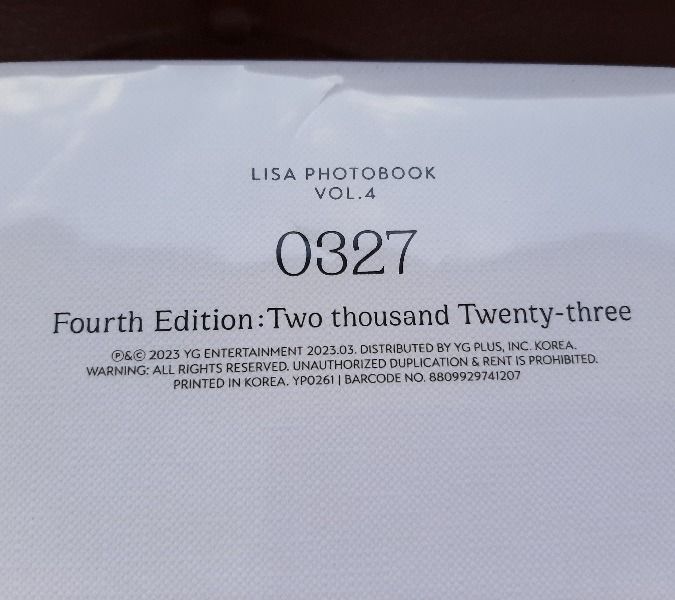 LISA PHOTOBOOK
VOL.4
0327
Fourth Edition:Two thousand Twenty-three
℗&© 2023 YG ENTERTAINMENT 2023.03. DISTRIBUTED BY YG PLUS, INC. KOREA.
WARNING: ALL RIGHTS RESERVED. UNAUTHORIZED DUPLICATION & RENT IS PROHIBITED.
PRINTED IN KOREA. YP0261 | BARCODE NO. 8809929741207